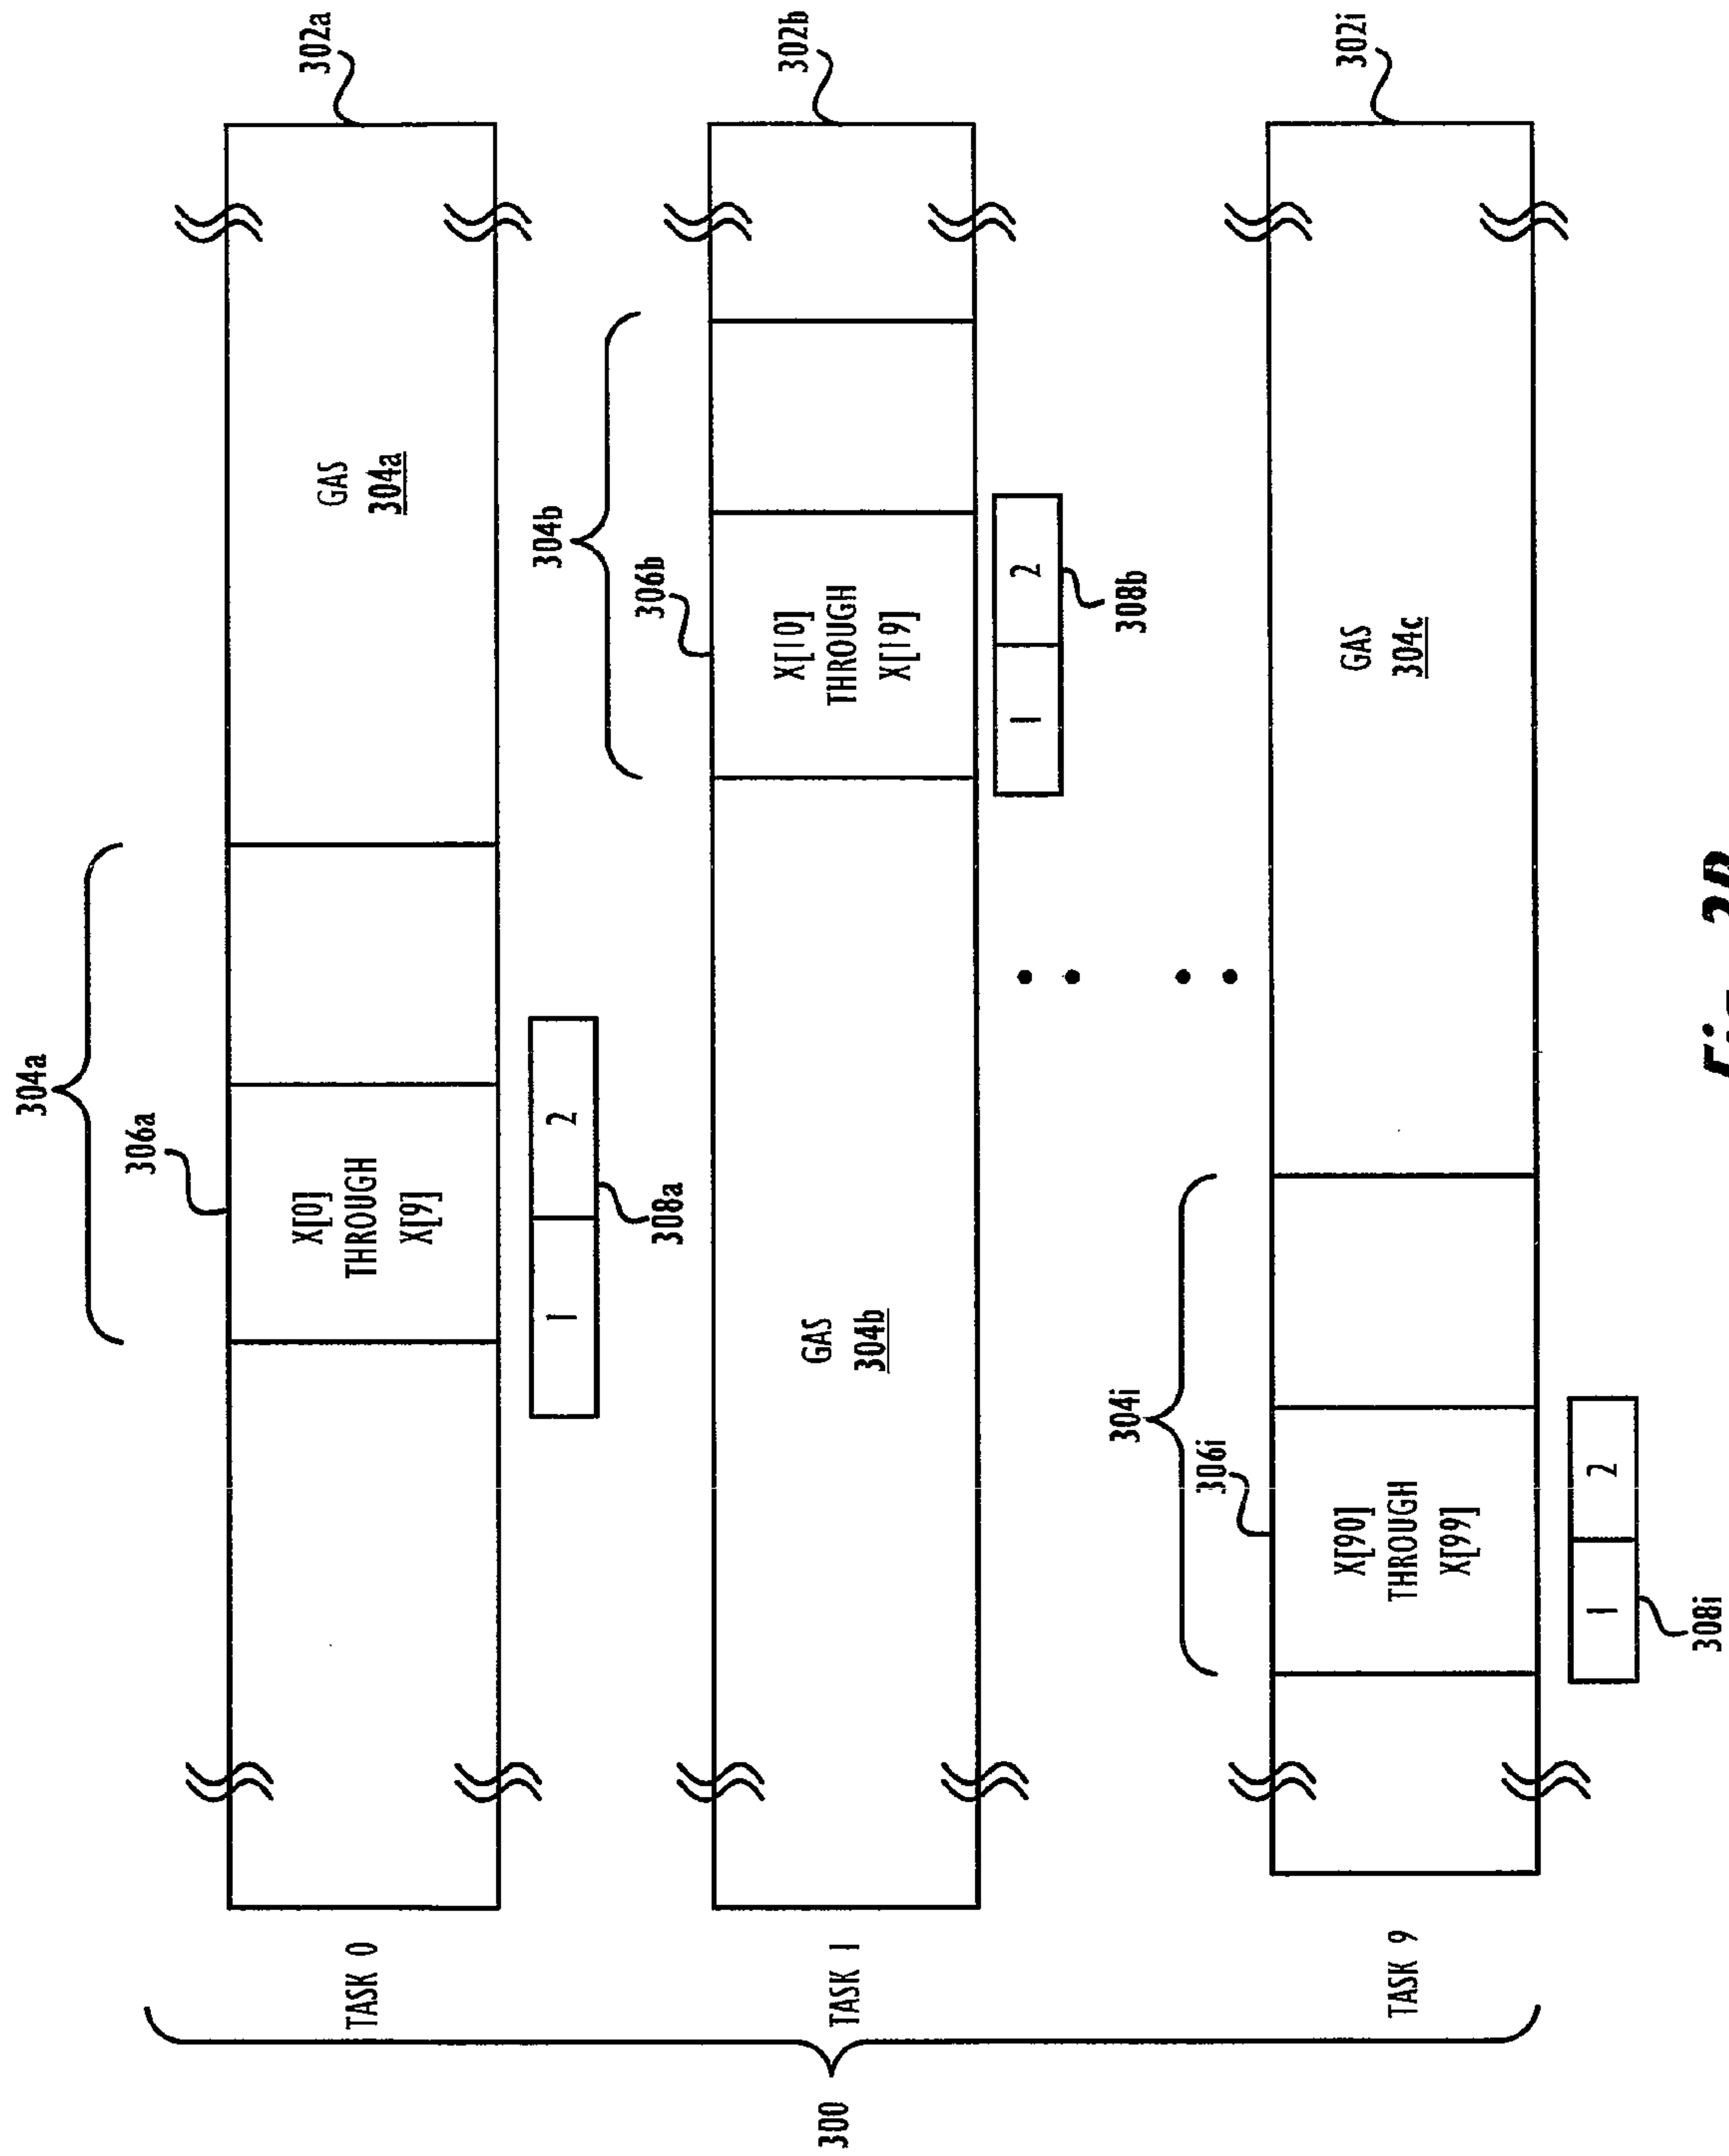 304a
306a
302a
TASK 0
X[0]
THROUGH
X[9]
GAS
304a
1
2
308a
304b
306b
302b
300
TASK 1
GAS
304b
X[10]
THROUGH
X[19]
1
2
308b
304i
306i
302i
TASK 9
X[90]
THROUGH
X[99]
GAS
304c
1
2
308i